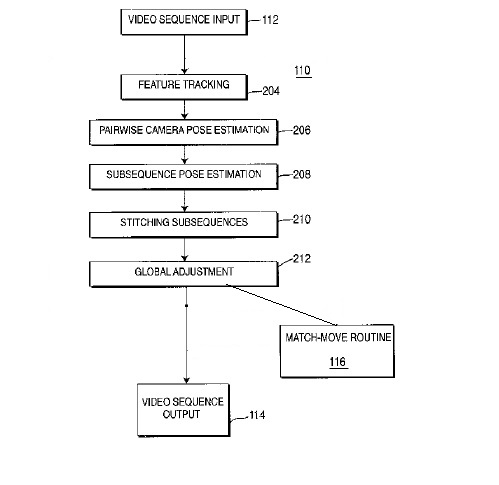 VIDEO SEQUENCE INPUT
112
110
FEATURE TRACKING
204
PAIRWISE CAMERA POSE ESTIMATION
206
SUBSEQUENCE POSE ESTIMATION
208
STITCHING SUBSEQUENCES
210
GLOBAL ADJUSTMENT
212
MATCH-MOVE ROUTINE
116
VIDEO SEQUENCE
OUTPUT
114